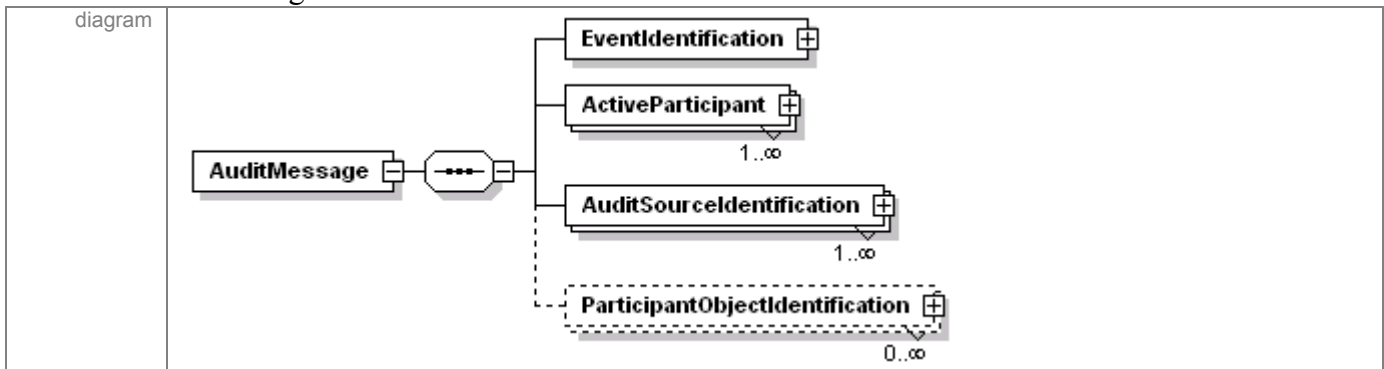 diagram
EventIdentification
ActiveParticipant
1..∞
AuditMessage
AuditSourceIdentification
1..∞
ParticipantObjectIdentification
0..∞